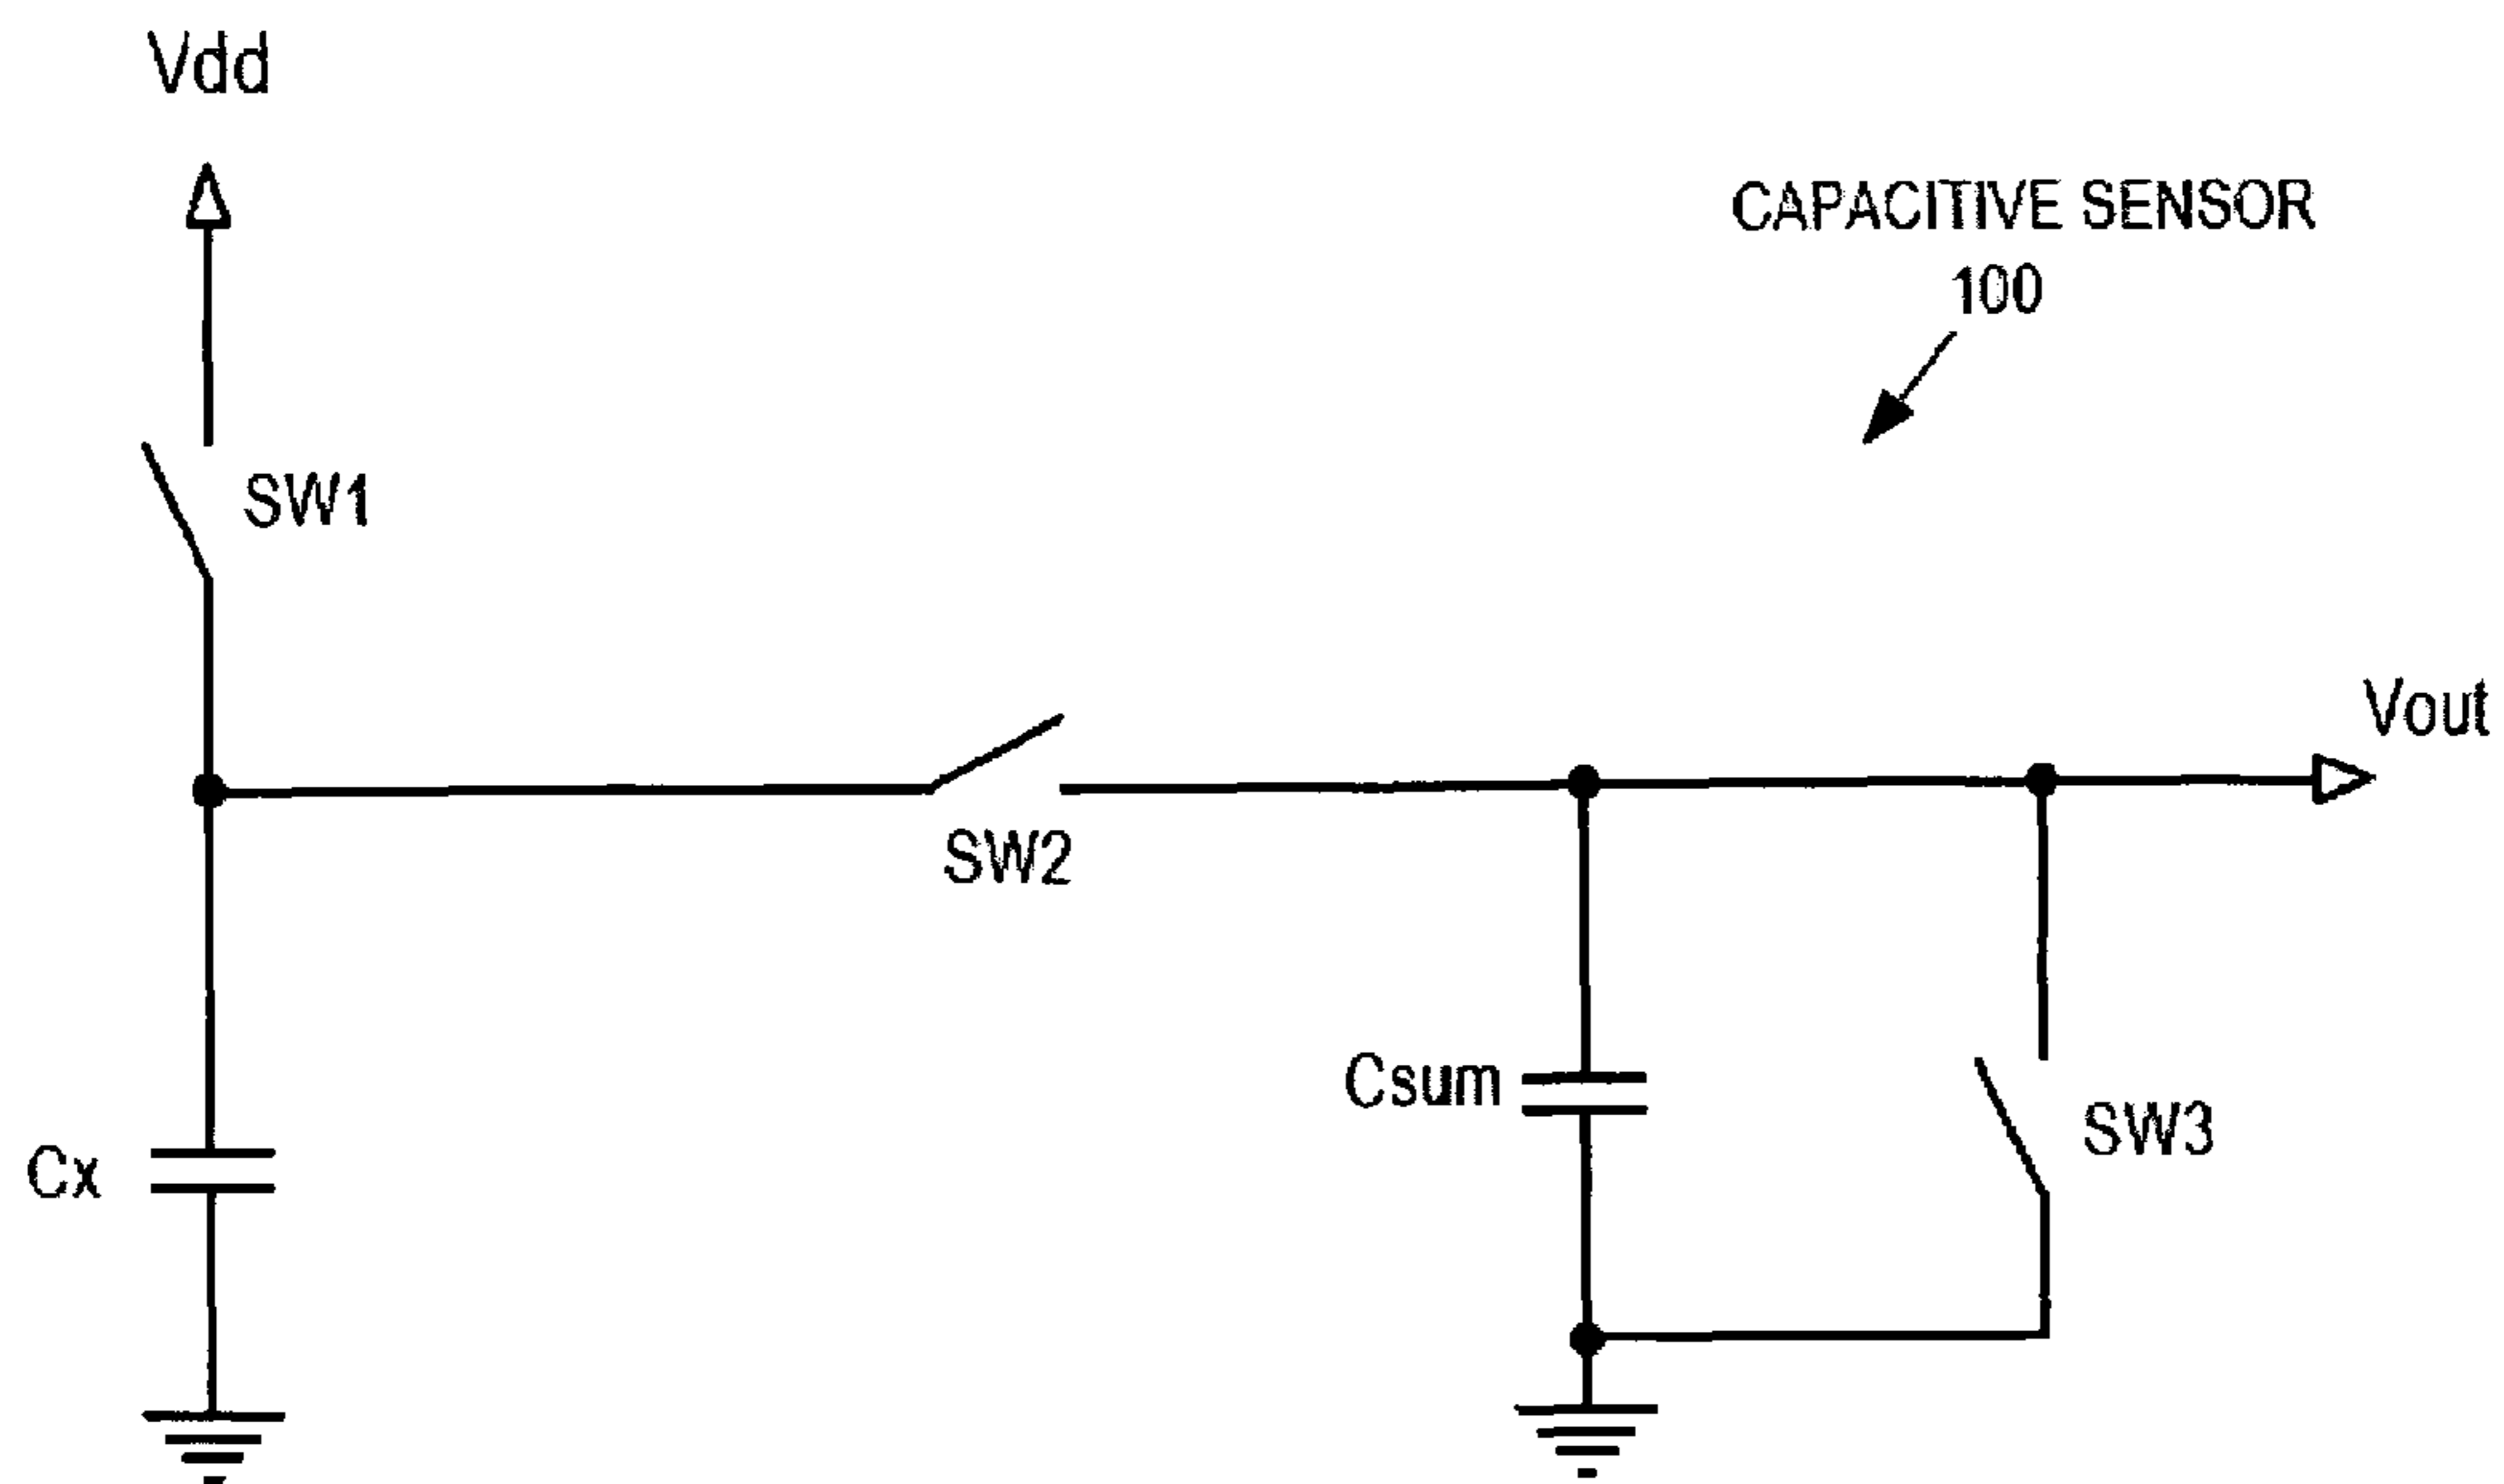 Vdd
CAPACITIVE SENSOR
100
SW1
Vout
SW2
Csum
SW3
Cx